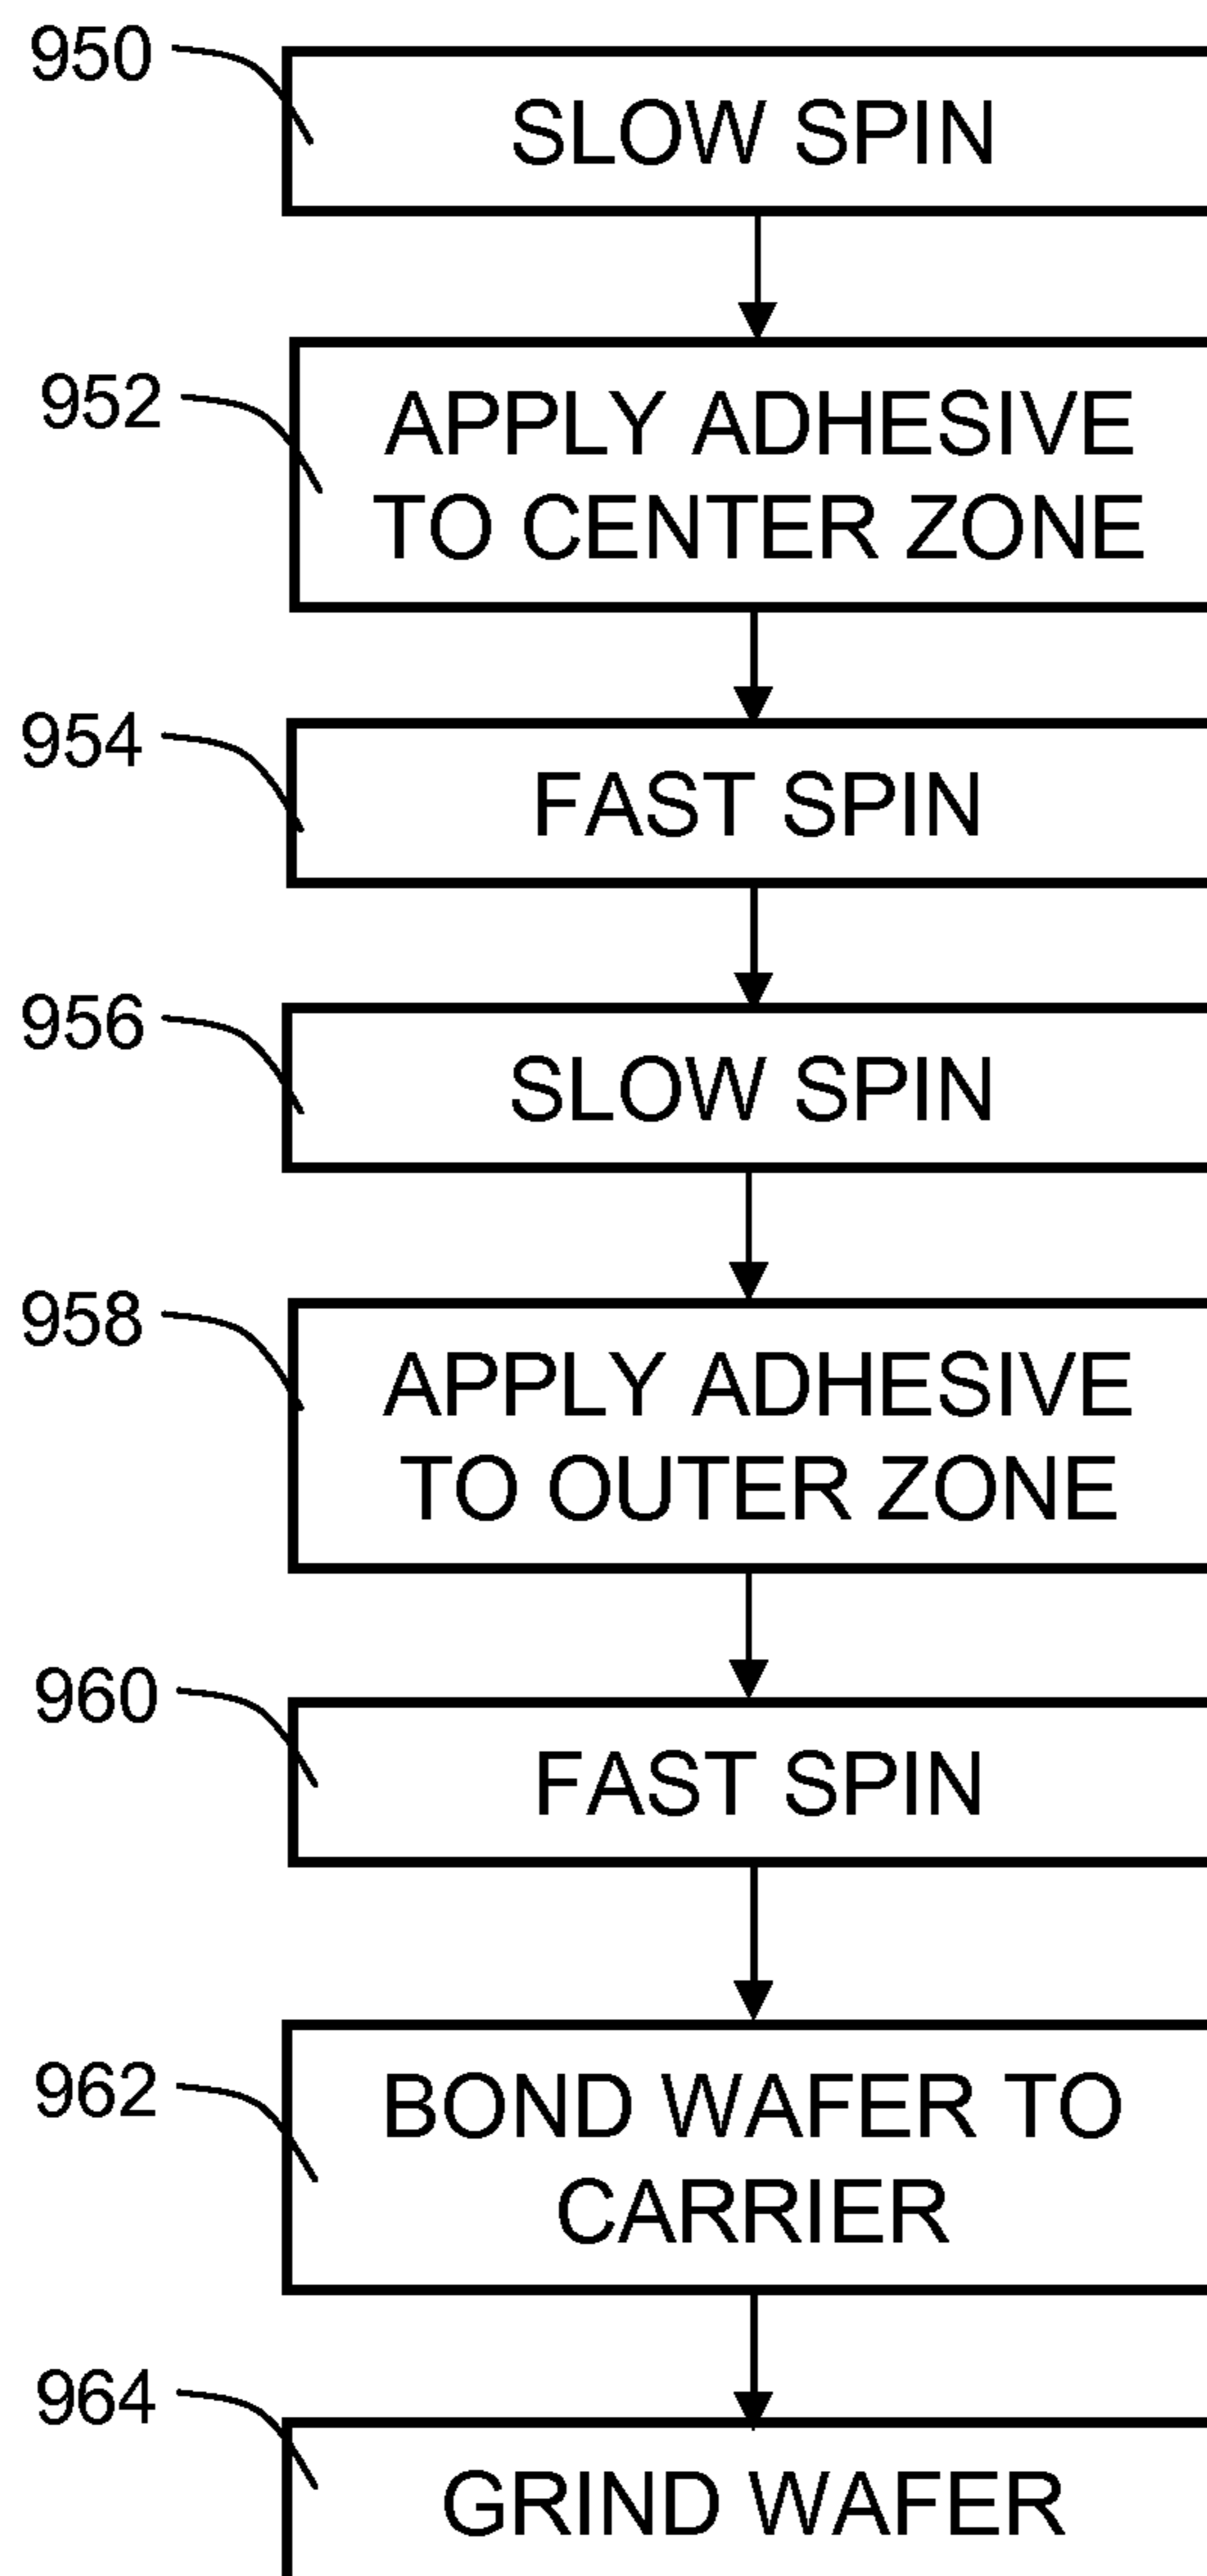 950
SLOW SPIN
952
APPLY ADHESIVE
TO CENTER ZONE
954
FAST SPIN
956
SLOW SPIN
958
APPLY ADHESIVE
TO OUTER ZONE
960
FAST SPIN
962
BOND WAFER TO
CARRIER
964
GRIND WAFER